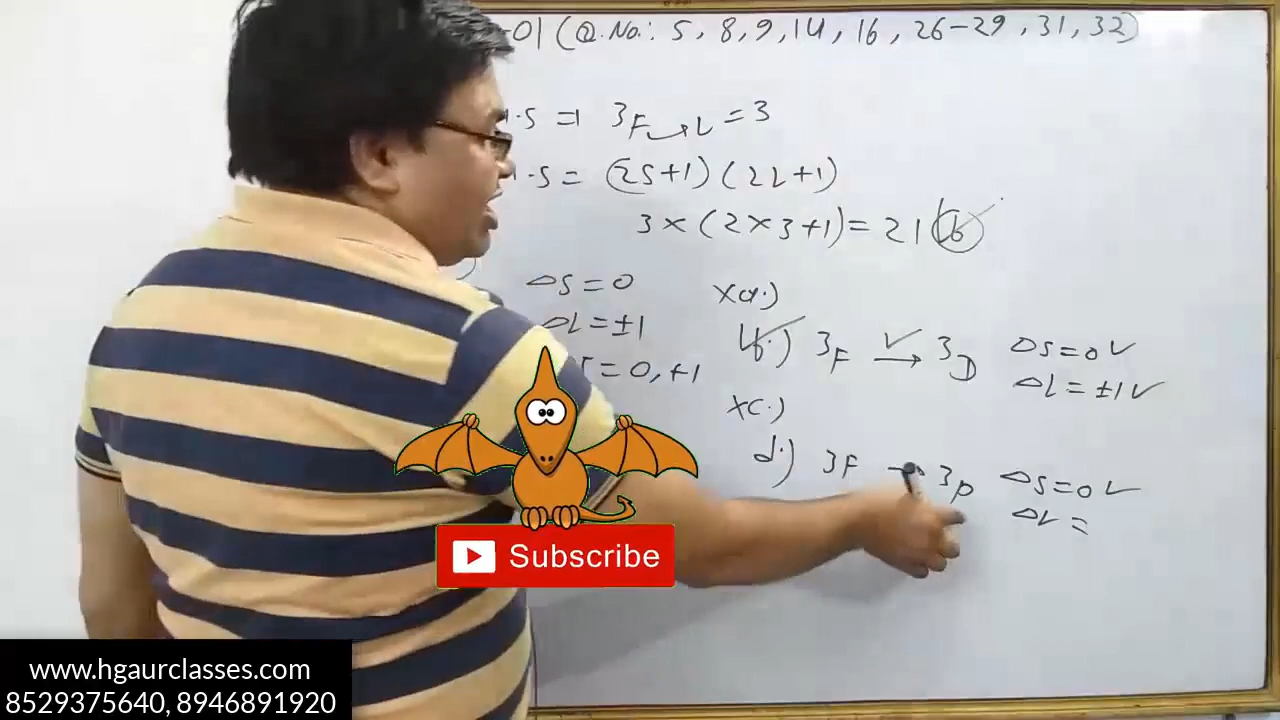 -01 (Q.No.: 5, 8, 9, 14, 16, 26-29, 31, 32)
.S ⇒ 3F → L = 3
.S = (2S+1) (2L+1)
3 × (2×3+1) = 21 (b)
ΔS = 0
ΔL = ±1
= 0, +1
×a.)
b.) 3F → 3D ΔS = 0 ✓
ΔL = ±1 ✓
×c.)
d.) 3F → 3P ΔS = 0 ✓
ΔL =
Subscribe
www.hgaurclasses.com
8529375640, 8946891920